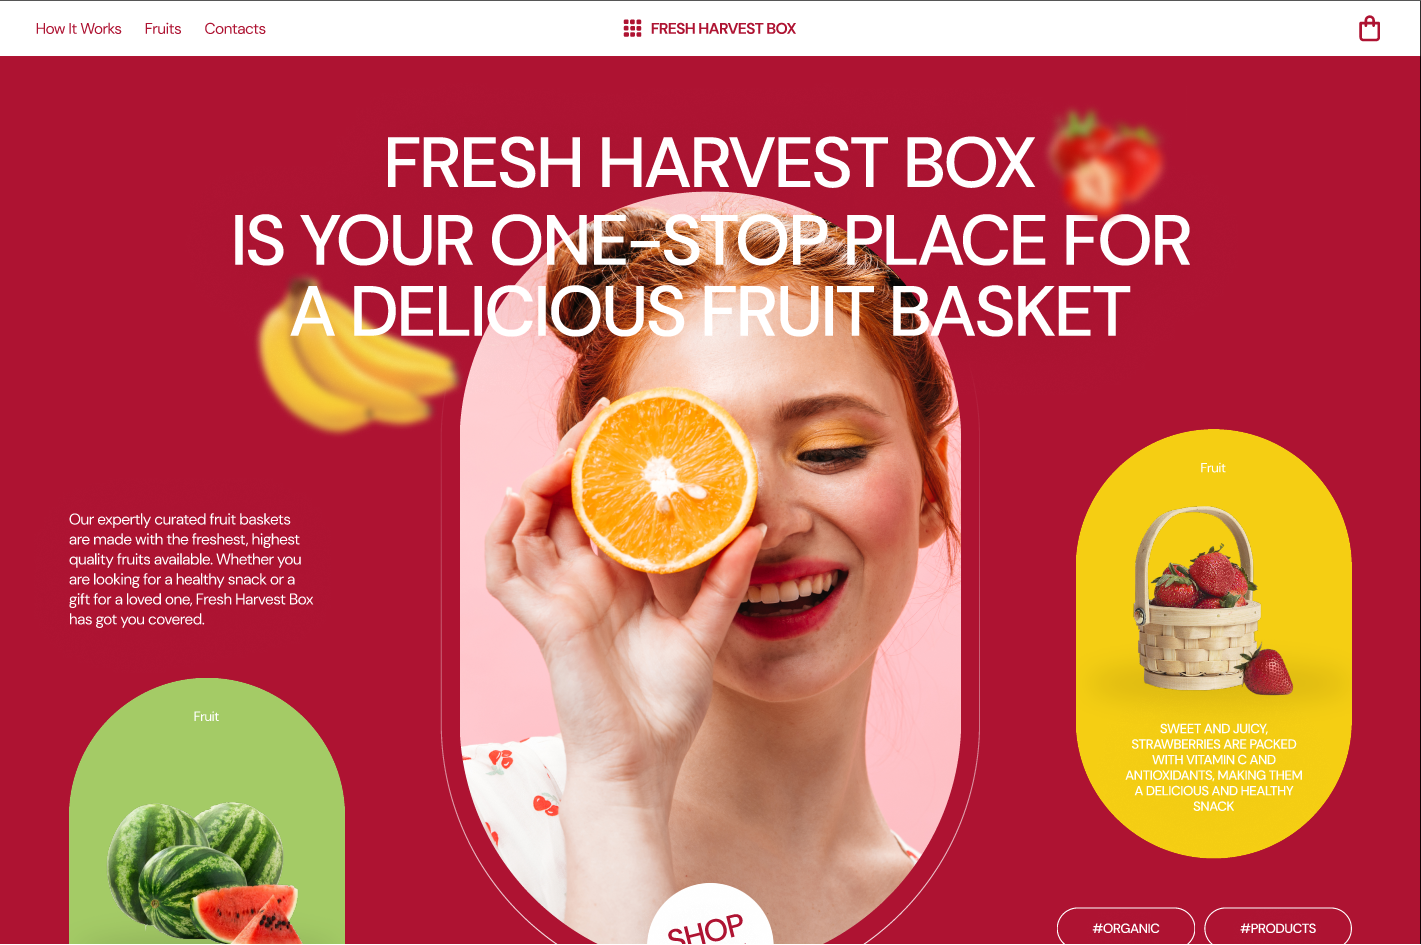 How It Works
Fruits
Contacts
FRESH HARVEST BOX
FRESH HARVEST BOX
IS YOUR ONE-STOP PLACE FOR
A DELICIOUS FRUIT BASKET
Our expertly curated fruit baskets
are made with the freshest, highest
quality fruits available. Whether you
are looking for a healthy snack or a
gift for a loved one, Fresh Harvest Box
has got you covered.
Fruit
Fruit
SWEET AND JUICY,
STRAWBERRIES ARE PACKED
WITH VITAMIN C AND
ANTIOXIDANTS, MAKING THEM
A DELICIOUS AND HEALTHY
SNACK
SHOP
#ORGANIC
#PRODUCTS